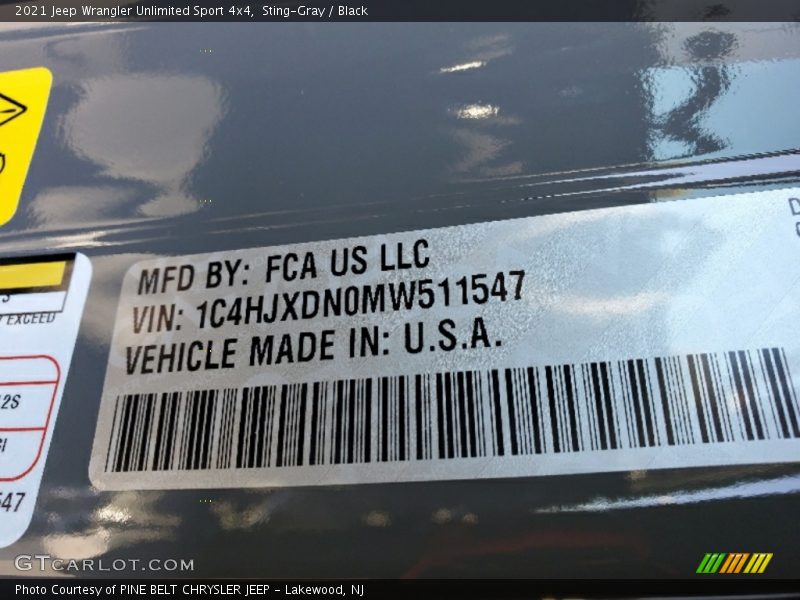 2021 Jeep Wrangler Unlimited Sport 4x4,  Sting-Gray / Black
MFD BY: FCA US LLC
VIN: 1C4HJXDN0MW511547
VEHICLE MADE IN: U.S.A.
EXCEED
GTCARLOT.COM
Photo Courtesy of PINE BELT CHRYSLER JEEP - Lakewood, NJ